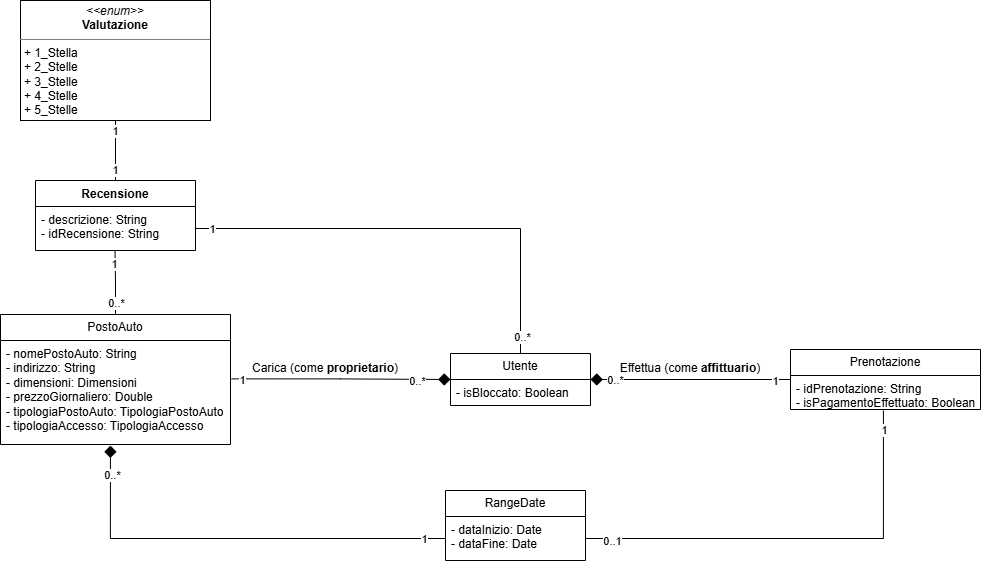 <<enum>>
Valutazione
+ 1_Stella
+ 2_Stelle
+ 3_Stelle
+ 4_Stelle
+ 5_Stelle
1
1
Recensione
- descrizione: String
- idRecensione: String
1
1
0..*
0..*
PostoAuto
- nomePostoAuto: String
- indirizzo: String
- dimensioni: Dimensioni
- prezzoGiornaliero: Double
- tipologiaPostoAuto: TipologiaPostoAuto
- tipologiaAccesso: TipologiaAccesso
Carica (come proprietario)
1
0..*
Utente
- isBloccato: Boolean
Effettua (come affittuario)
0..*
1
Prenotazione
- idPrenotazione: String
- isPagamentoEffettuato: Boolean
1
0..*
RangeDate
- dataInizio: Date
- dataFine: Date
1
0..1